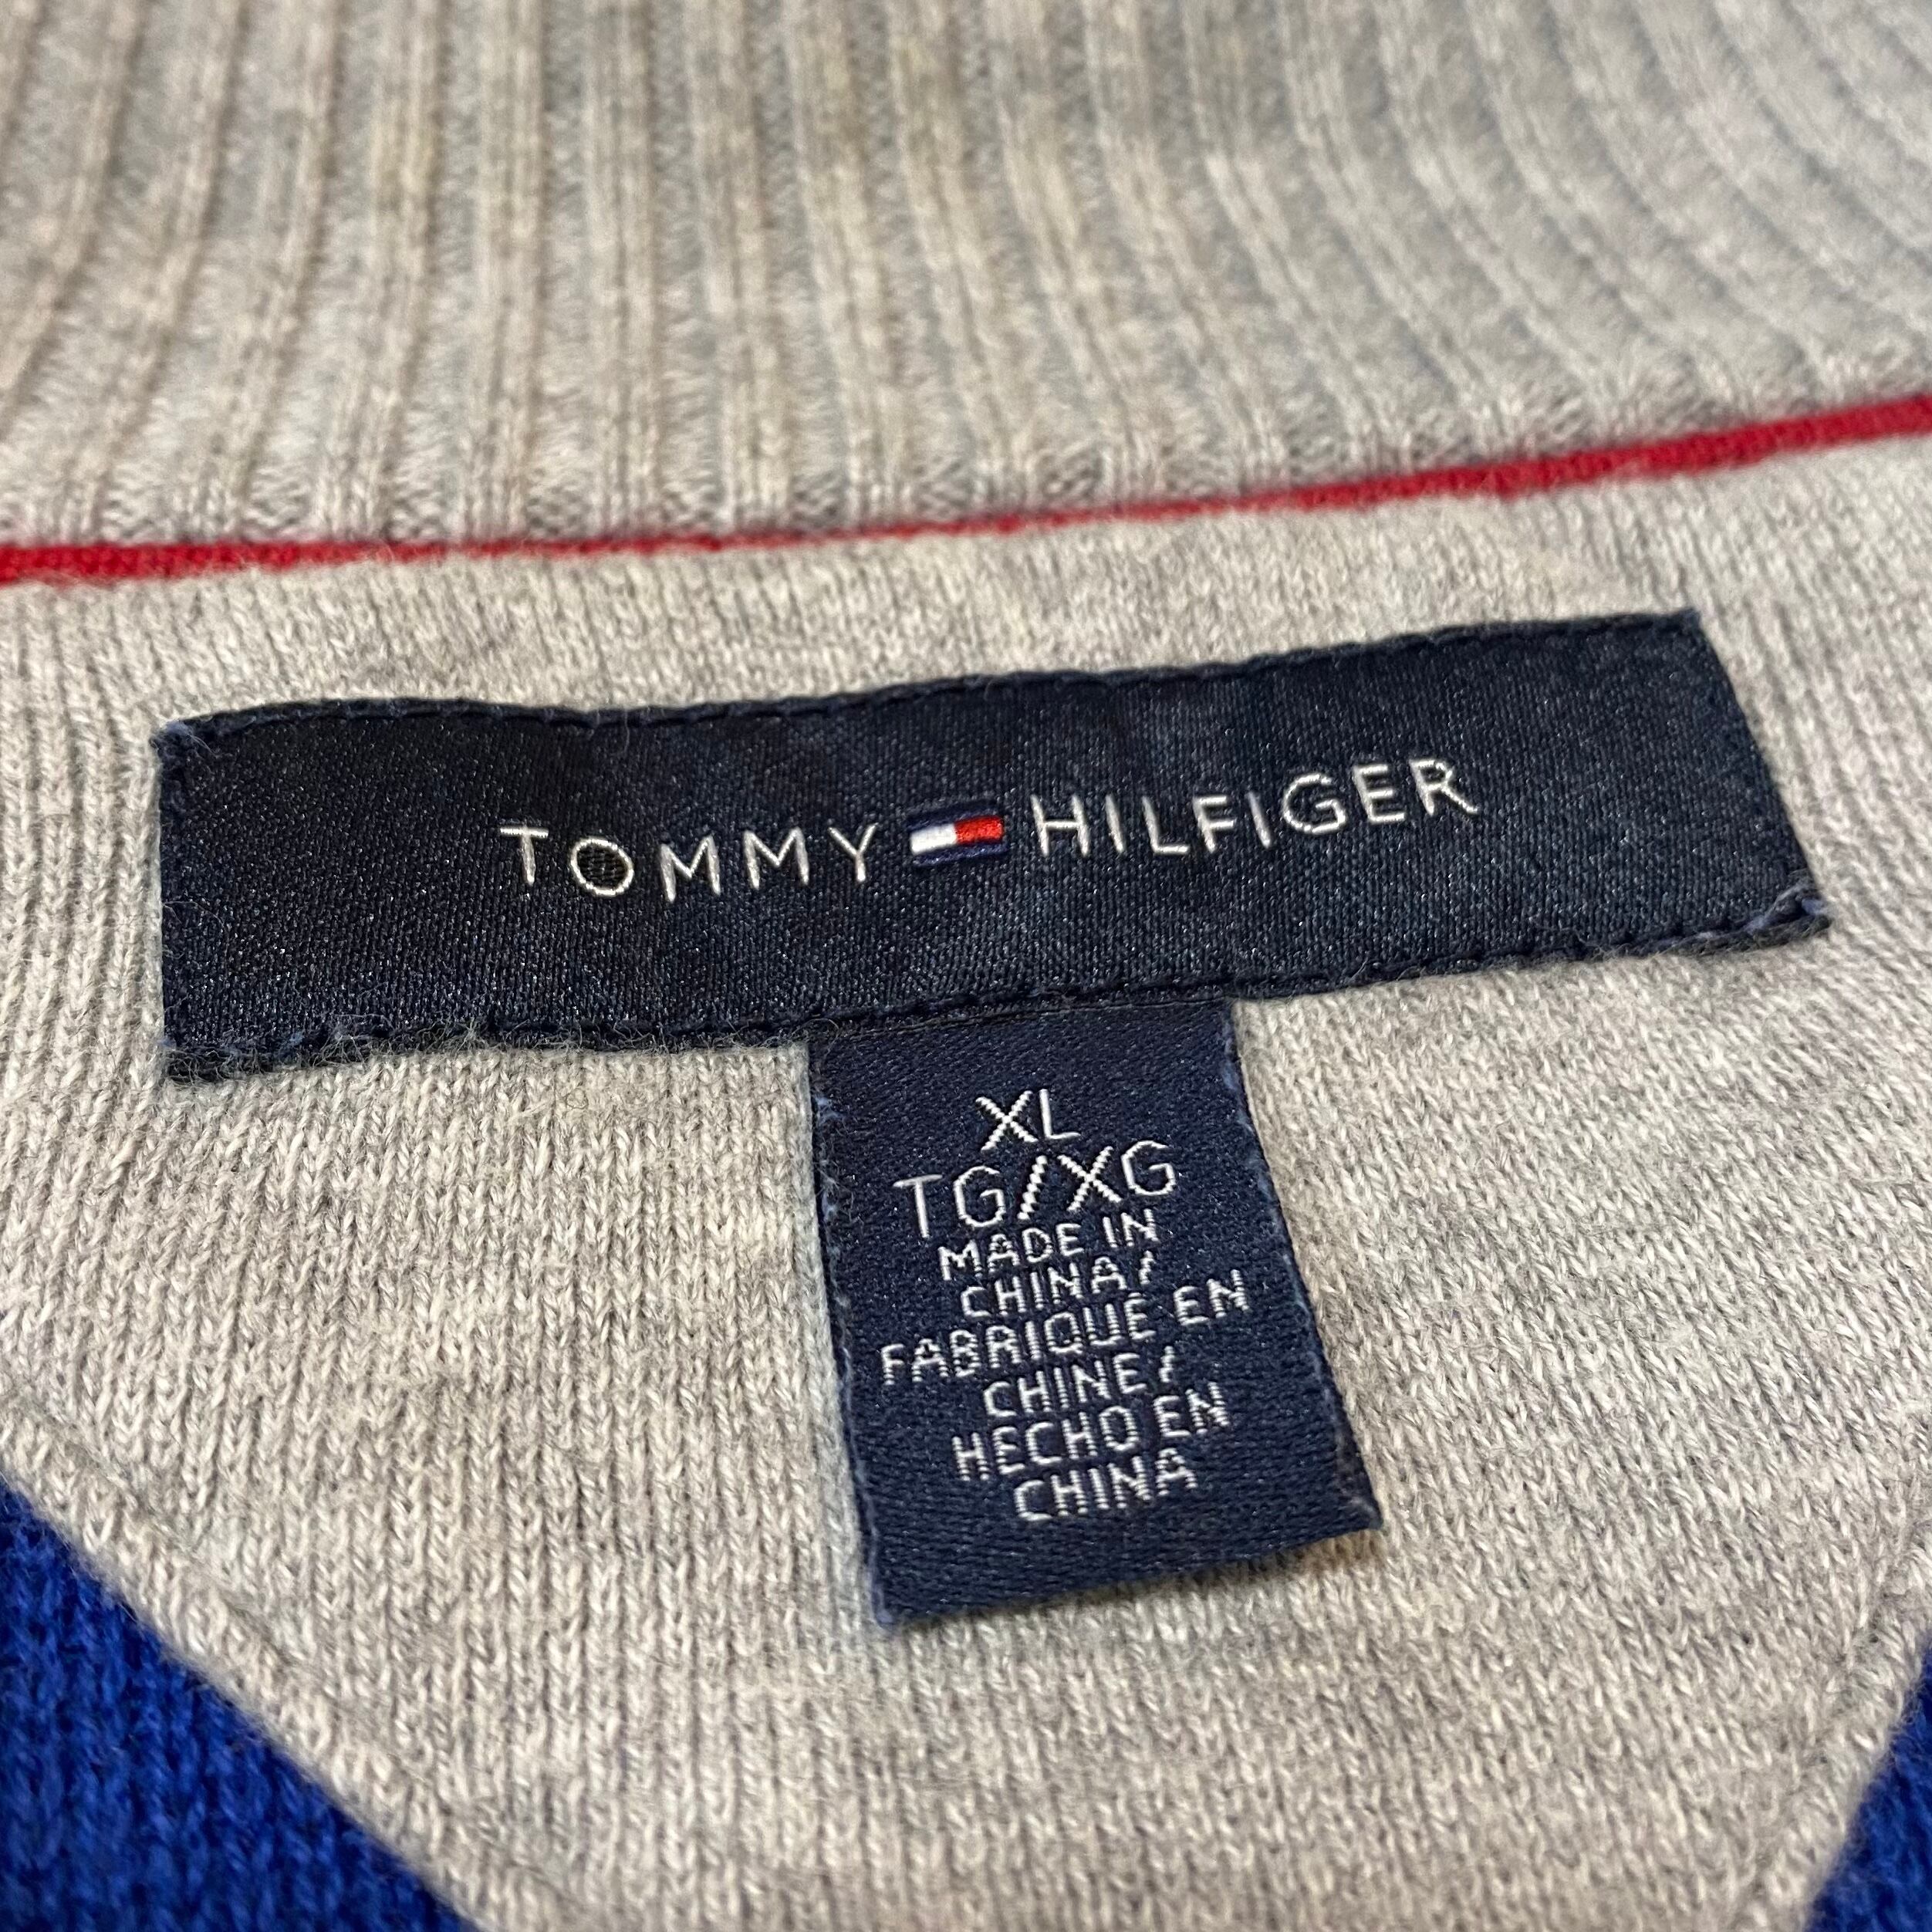 TOMMY HILFIGER
XL
TG/XG
MADE IN
CHINA/
FABRIQUÉ EN
CHINE/
HECHO EN
CHINA